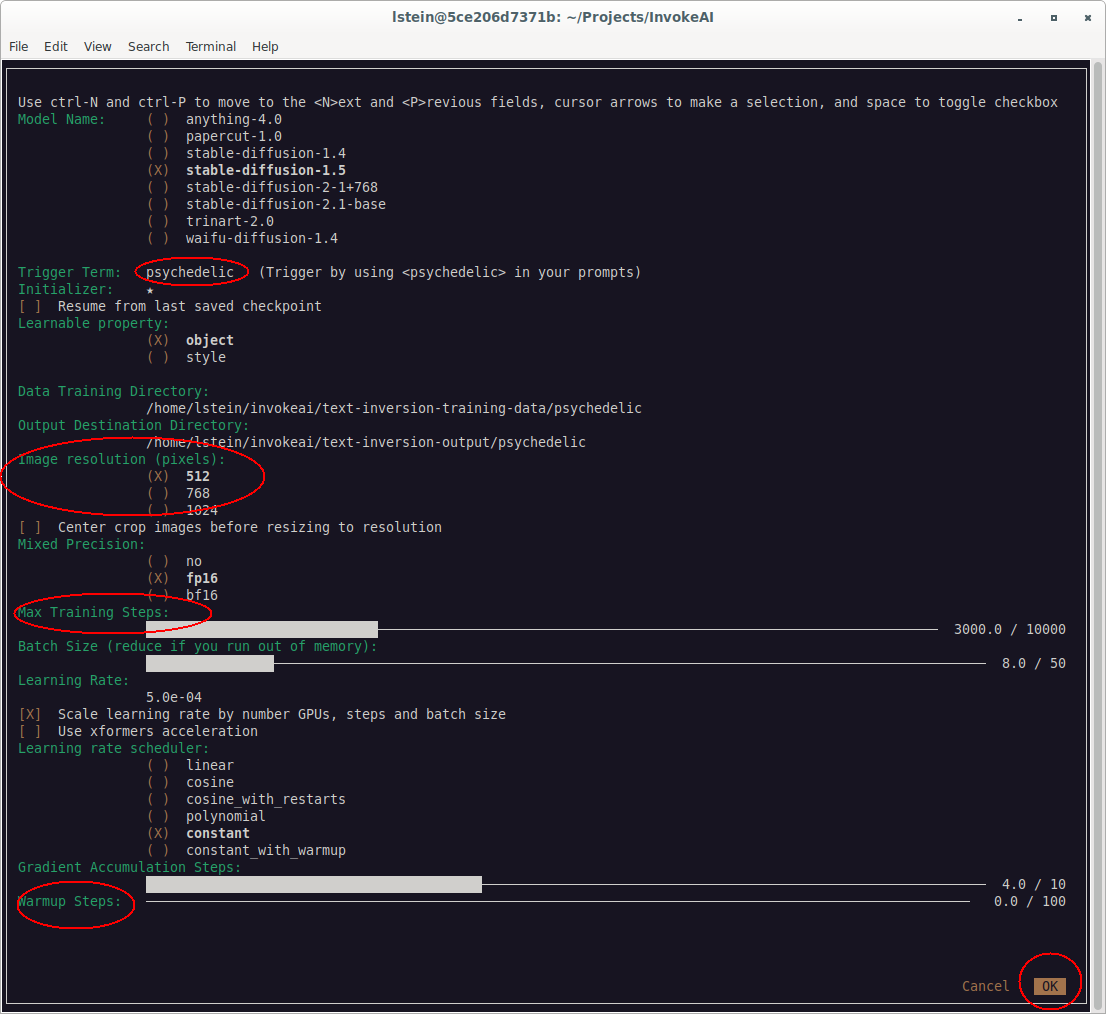 lstein@5ce206d7371b: ~/Projects/InvokeAI
File Edit View Search Terminal Help
Use ctrl-N and ctrl-P to move to the <N>ext and <P>revious fields, cursor arrows to make a selection, and space to toggle checkbox
Model Name: ( ) anything-4.0
( ) papercut-1.0
( ) stable-diffusion-1.4
(X) stable-diffusion-1.5
( ) stable-diffusion-2-1+768
( ) stable-diffusion-2.1-base
( ) trinart-2.0
( ) waifu-diffusion-1.4
Trigger Term: psychedelic (Trigger by using <psychedelic> in your prompts)
Initializer: ★
[ ] Resume from last saved checkpoint
Learnable property:
(X) object
( ) style
Data Training Directory:
/home/lstein/invokeai/text-inversion-training-data/psychedelic
Output Destination Directory:
/home/lstein/invokeai/text-inversion-output/psychedelic
Image resolution (pixels):
(X) 512
( ) 768
( ) 1024
[ ] Center crop images before resizing to resolution
Mixed Precision:
( ) no
(X) fp16
( ) bf16
Max Training Steps:
3000.0 / 10000
Batch Size (reduce if you run out of memory):
8.0 / 50
Learning Rate:
5.0e-04
[X] Scale learning rate by number GPUs, steps and batch size
[ ] Use xformers acceleration
Learning rate scheduler:
( ) linear
( ) cosine
( ) cosine_with_restarts
( ) polynomial
(X) constant
( ) constant_with_warmup
Gradient Accumulation Steps:
4.0 / 10
Warmup Steps: 0.0 / 100
Cancel OK